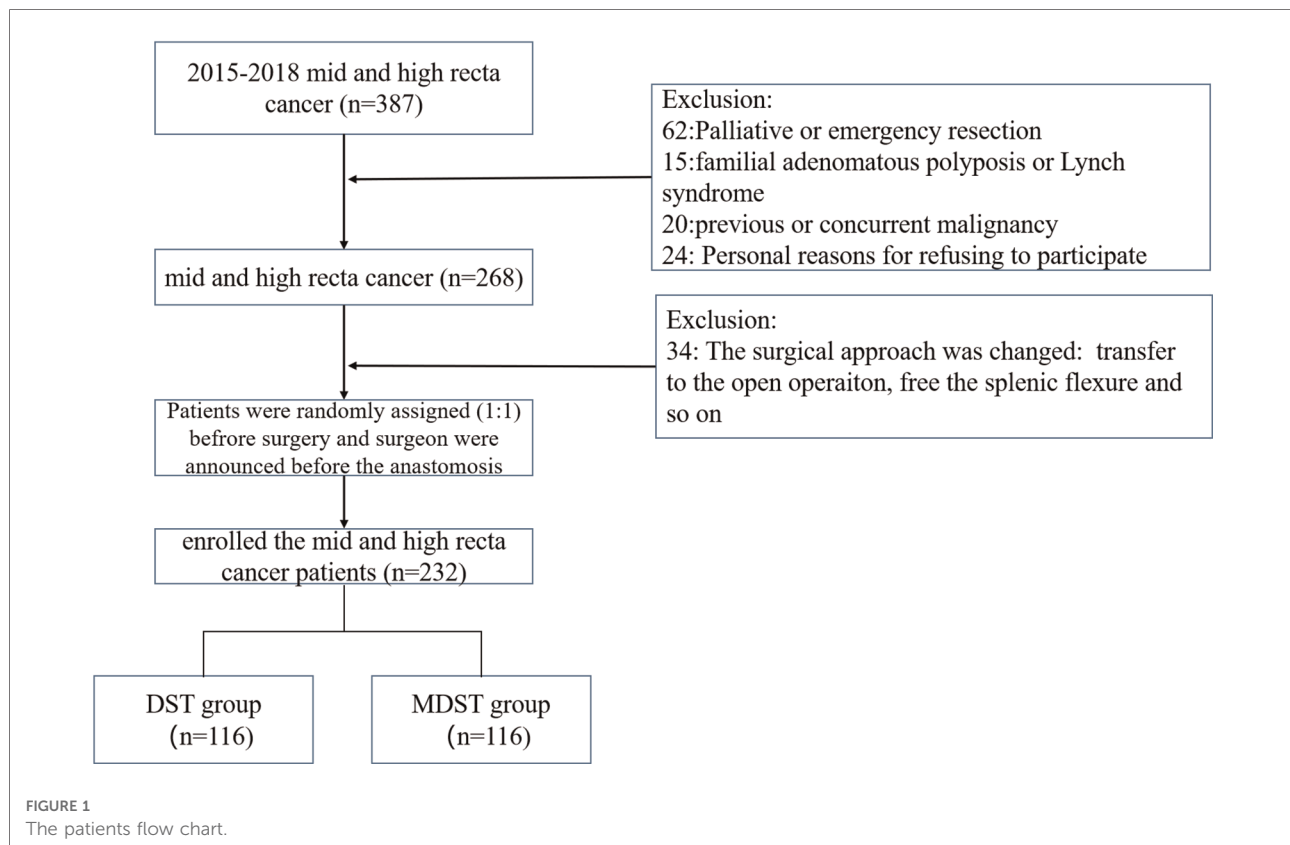 2015-2018 mid and high recta
cancer (n=387)
Exclusion:
62:Palliative or emergency resection
15:familial adenomatous polyposis or Lynch
syndrome
20:previous or concurrent malignancy
24: Personal reasons for refusing to participate
mid and high recta cancer (n=268)
Exclusion:
34: The surgical approach was changed: transfer
to the open operaiton, free the splenic flexure and
so on
Patients were randomly assigned (1:1)
befrore surgery and surgeon were
announced before the anastomosis
enrolled the mid and high recta
cancer patients (n=232)
DST group
(n=116)
MDST group
(n=116)
FIGURE 1
The patients flow chart.